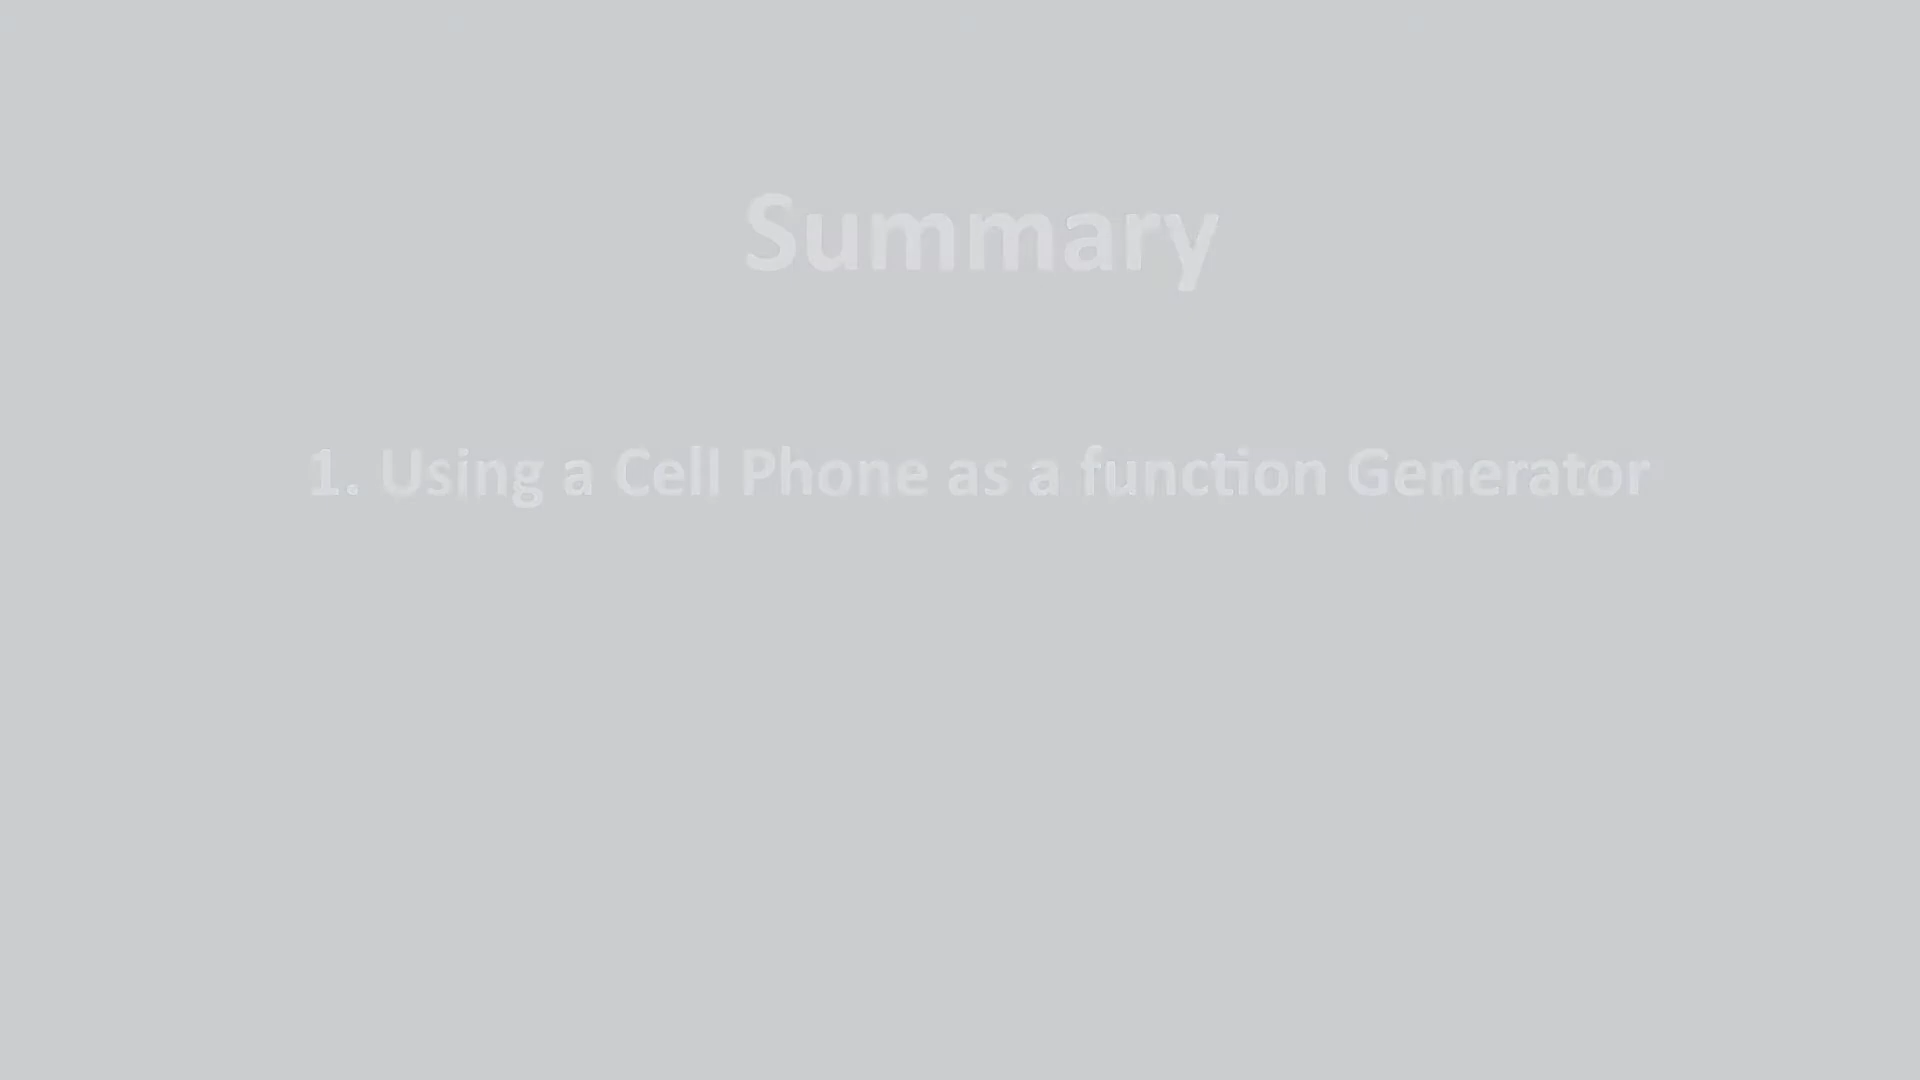 Summary
1. Using a Cell Phone as a function Generator